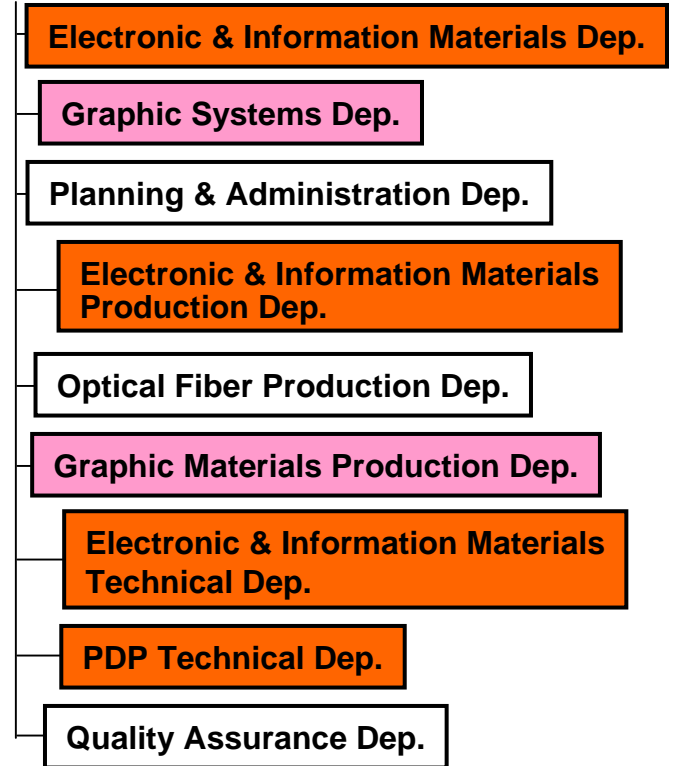 Electronic & Information Materials Dep.
Graphic Systems Dep.
Planning & Administration Dep.
Electronic & Information Materials
Production Dep.
Optical Fiber Production Dep.
Graphic Materials Production Dep.
Electronic & Information Materials
Technical Dep.
PDP Technical Dep.
Quality Assurance Dep.